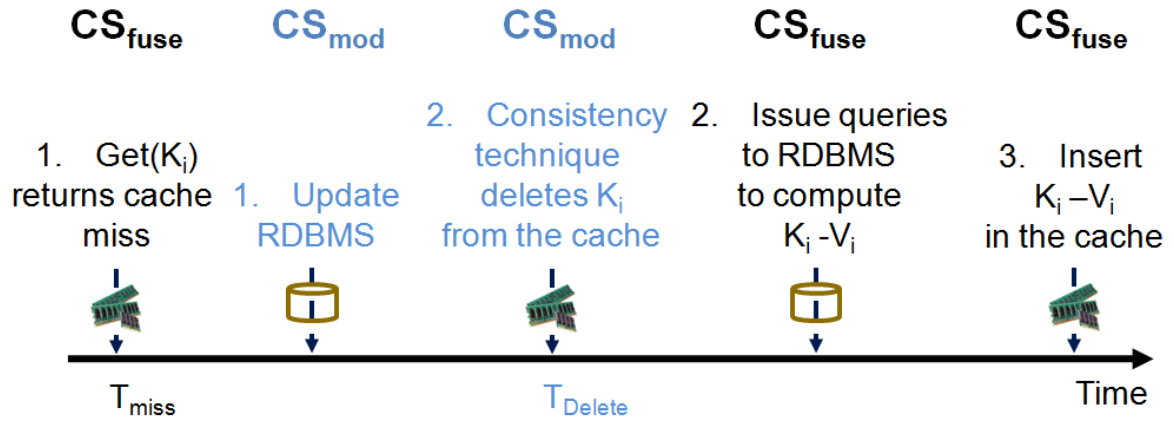 CSfuse
CSmod
CSmod
CSfuse
CSfuse
1. Get(Ki)
returns cache
miss
1. Update
RDBMS
2. Consistency
technique
deletes Ki
from the cache
2. Issue queries
to RDBMS
to compute
Ki -Vi
3. Insert
Ki –Vi
in the cache
Tmiss
TDelete
Time